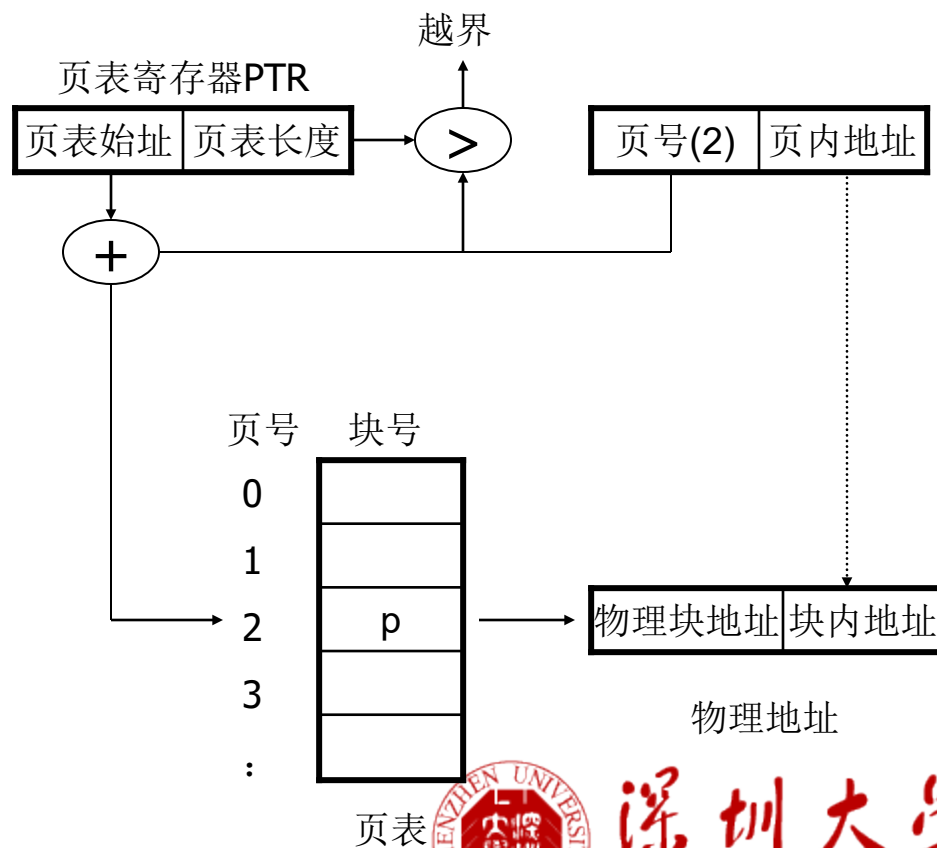 越界
页表寄存器PTR
页表始址 页表长度
>
页号(2) 页内地址
+
页号 块号
0
1
2 p
物理块地址 块内地址
3
:
物理地址
页表
深圳大